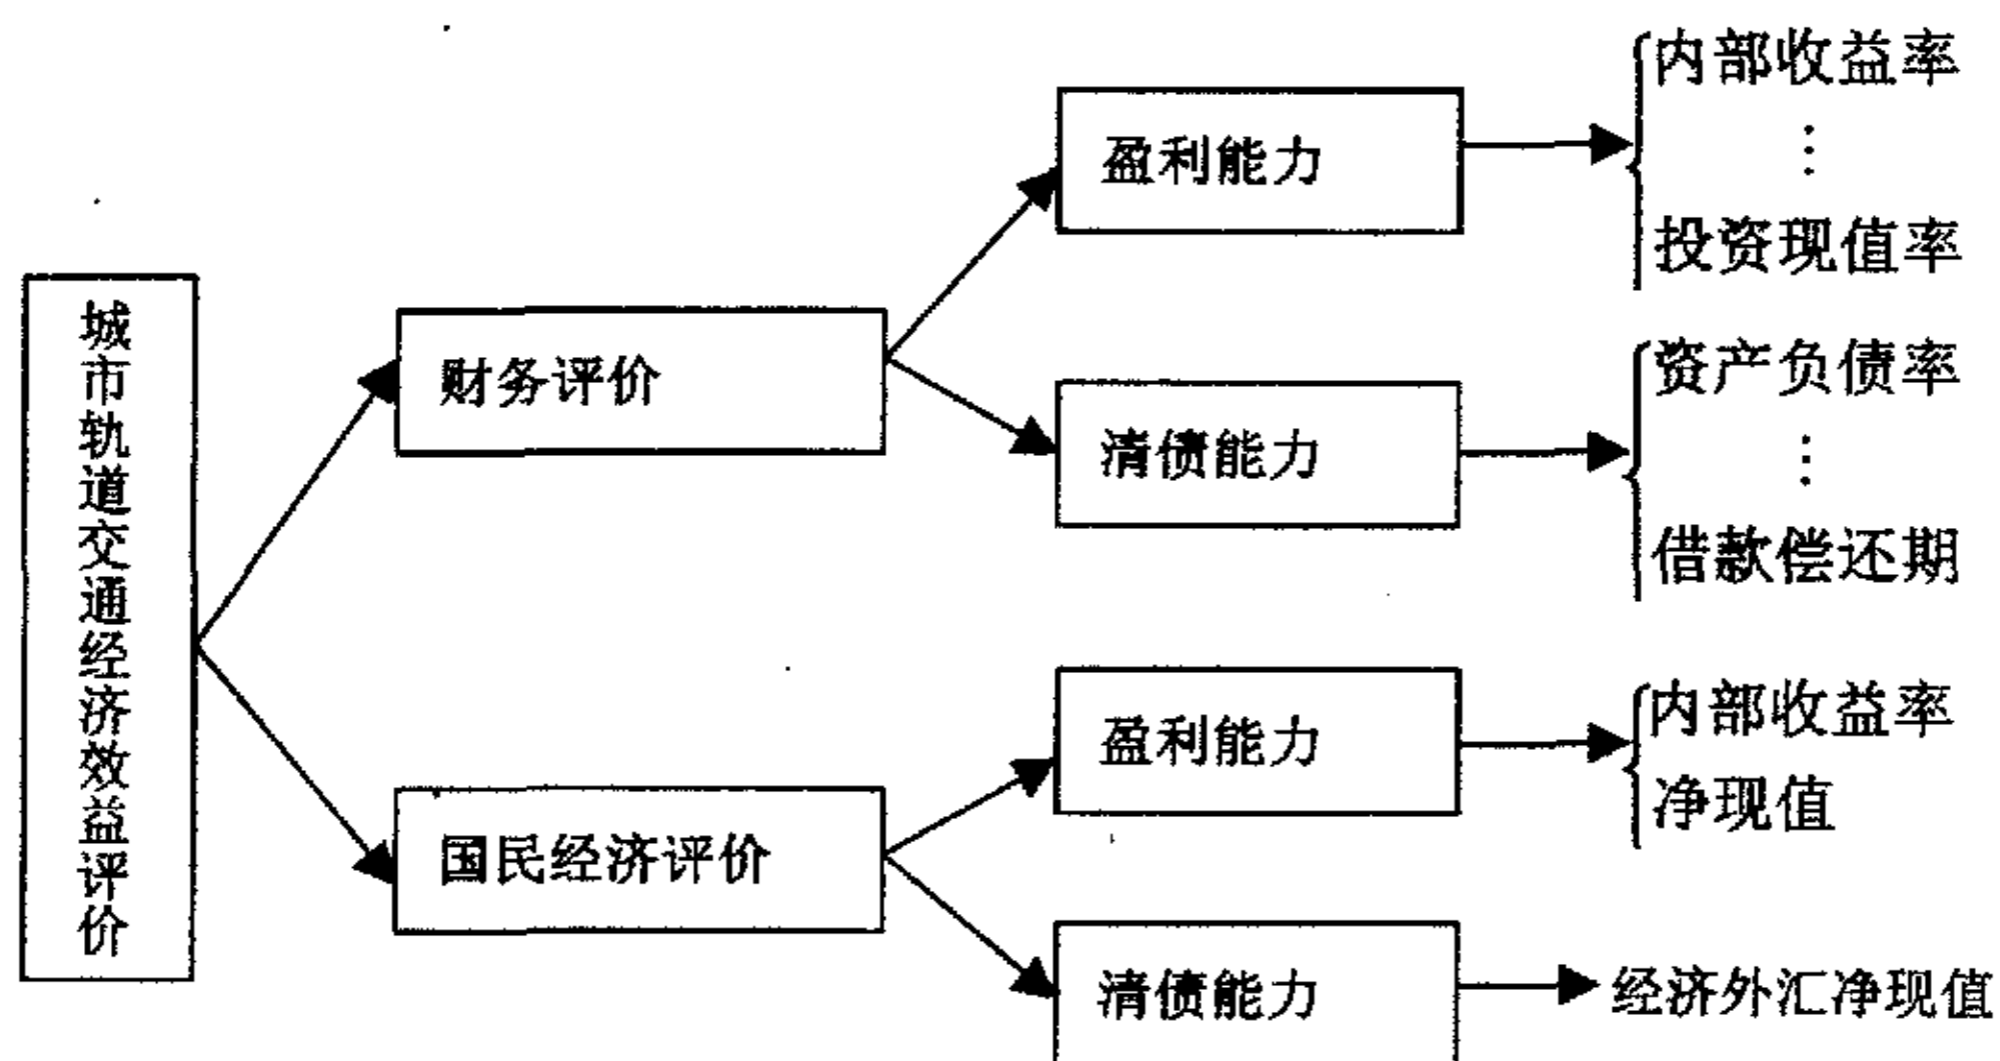 城市轨道交通经济效益评价
财务评价
盈利能力
内部收益率
⋮
投资现值率
清债能力
资产负债率
⋮
借款偿还期
国民经济评价
盈利能力
内部收益率
净现值
清债能力
经济外汇净现值